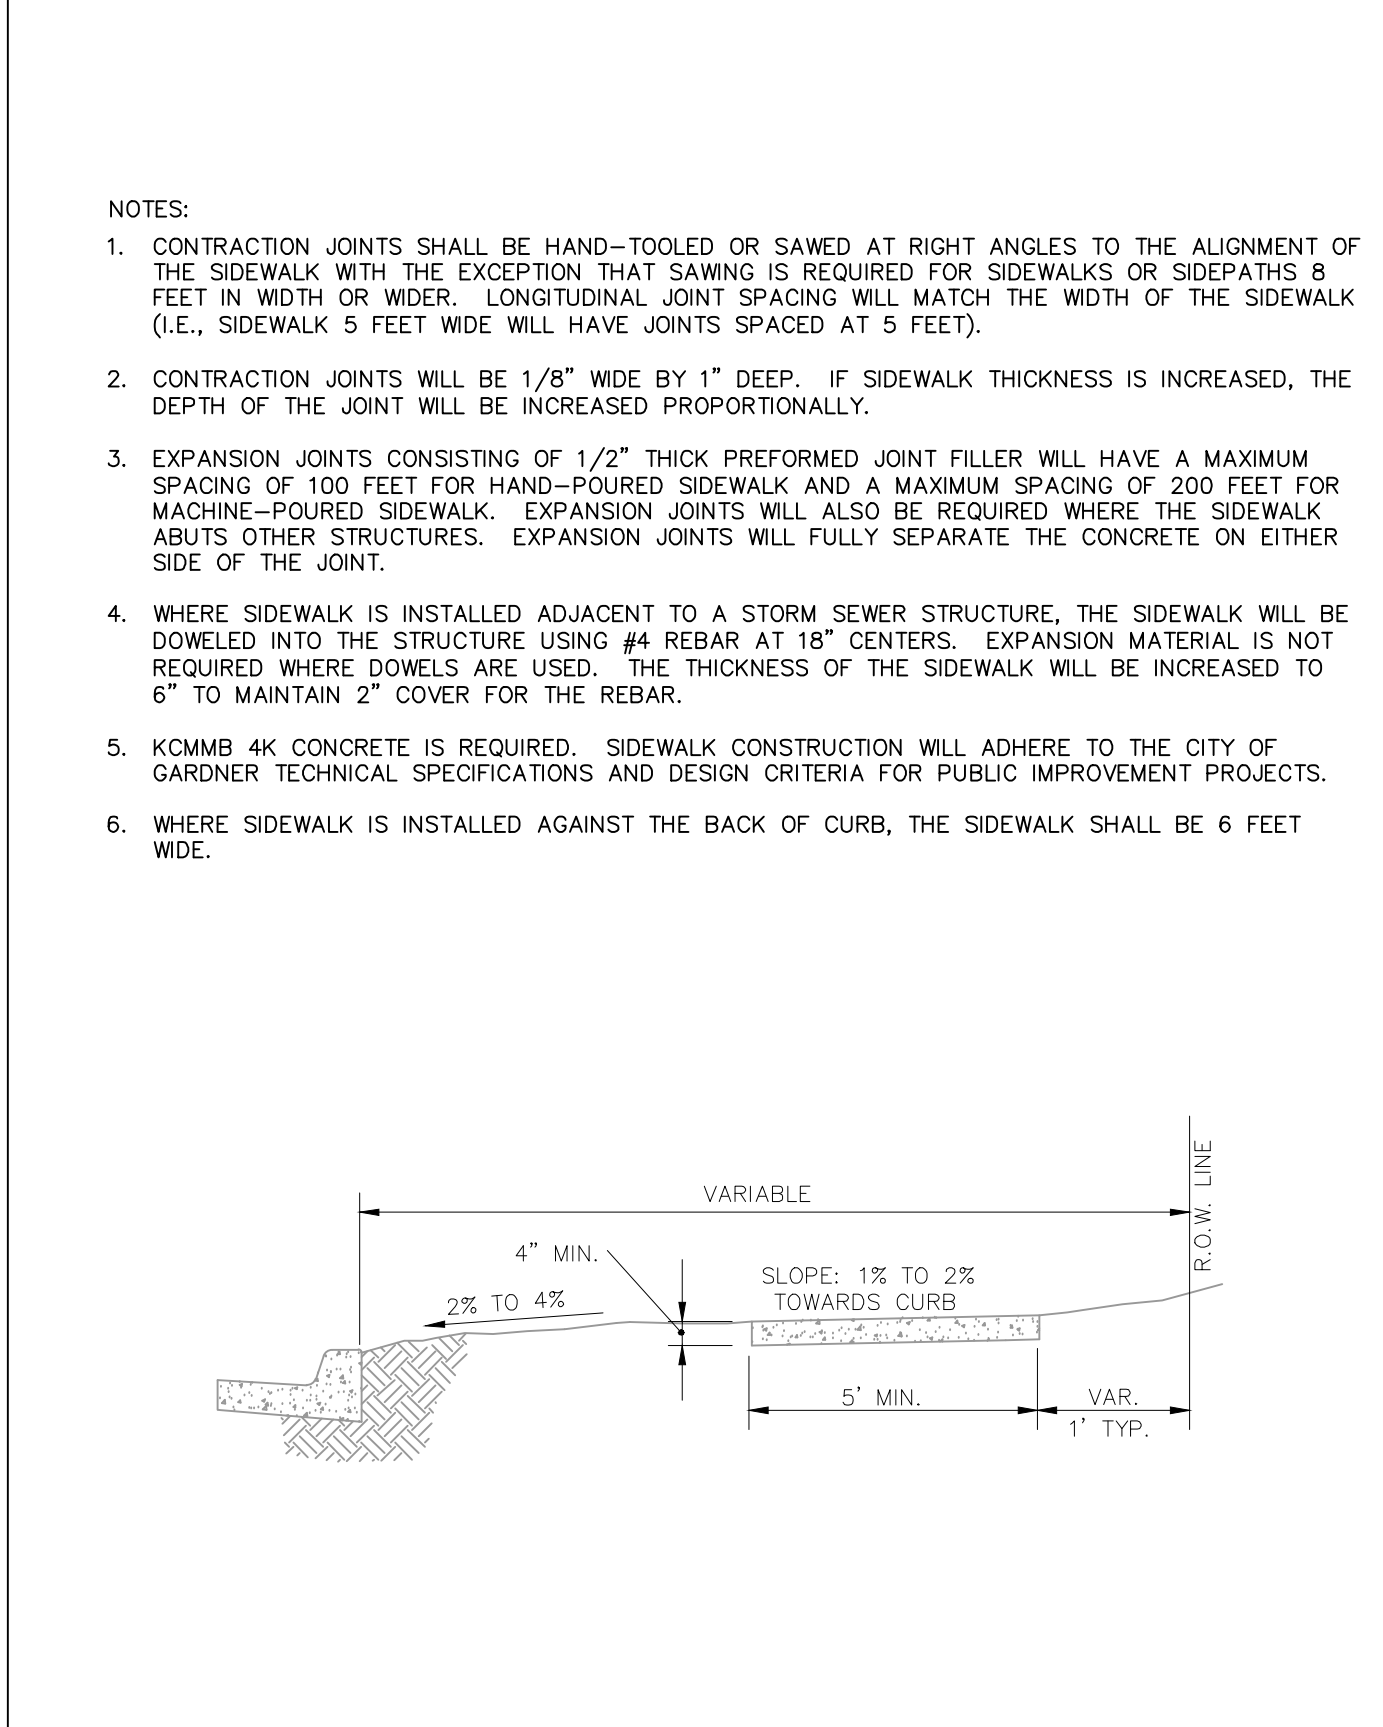 NOTES:
1. CONTRACTION JOINTS SHALL BE HAND–TOOLED OR SAWED AT RIGHT ANGLES TO THE ALIGNMENT OF
THE SIDEWALK WITH THE EXCEPTION THAT SAWING IS REQUIRED FOR SIDEWALKS OR SIDEPATHS 8
FEET IN WIDTH OR WIDER. LONGITUDINAL JOINT SPACING WILL MATCH THE WIDTH OF THE SIDEWALK
(I.E., SIDEWALK 5 FEET WIDE WILL HAVE JOINTS SPACED AT 5 FEET).
2. CONTRACTION JOINTS WILL BE 1/8" WIDE BY 1" DEEP. IF SIDEWALK THICKNESS IS INCREASED, THE
DEPTH OF THE JOINT WILL BE INCREASED PROPORTIONALLY.
3. EXPANSION JOINTS CONSISTING OF 1/2" THICK PREFORMED JOINT FILLER WILL HAVE A MAXIMUM
SPACING OF 100 FEET FOR HAND–POURED SIDEWALK AND A MAXIMUM SPACING OF 200 FEET FOR
MACHINE–POURED SIDEWALK. EXPANSION JOINTS WILL ALSO BE REQUIRED WHERE THE SIDEWALK
ABUTS OTHER STRUCTURES. EXPANSION JOINTS WILL FULLY SEPARATE THE CONCRETE ON EITHER
SIDE OF THE JOINT.
4. WHERE SIDEWALK IS INSTALLED ADJACENT TO A STORM SEWER STRUCTURE, THE SIDEWALK WILL BE
DOWELED INTO THE STRUCTURE USING #4 REBAR AT 18" CENTERS. EXPANSION MATERIAL IS NOT
REQUIRED WHERE DOWELS ARE USED. THE THICKNESS OF THE SIDEWALK WILL BE INCREASED TO
6" TO MAINTAIN 2" COVER FOR THE REBAR.
5. KCMMB 4K CONCRETE IS REQUIRED. SIDEWALK CONSTRUCTION WILL ADHERE TO THE CITY OF
GARDNER TECHNICAL SPECIFICATIONS AND DESIGN CRITERIA FOR PUBLIC IMPROVEMENT PROJECTS.
6. WHERE SIDEWALK IS INSTALLED AGAINST THE BACK OF CURB, THE SIDEWALK SHALL BE 6 FEET
WIDE.
R.O.W. LINE
VARIABLE
4" MIN.
SLOPE: 1% TO 2%
TOWARDS CURB
2% TO 4%
5' MIN.
VAR.
1' TYP.